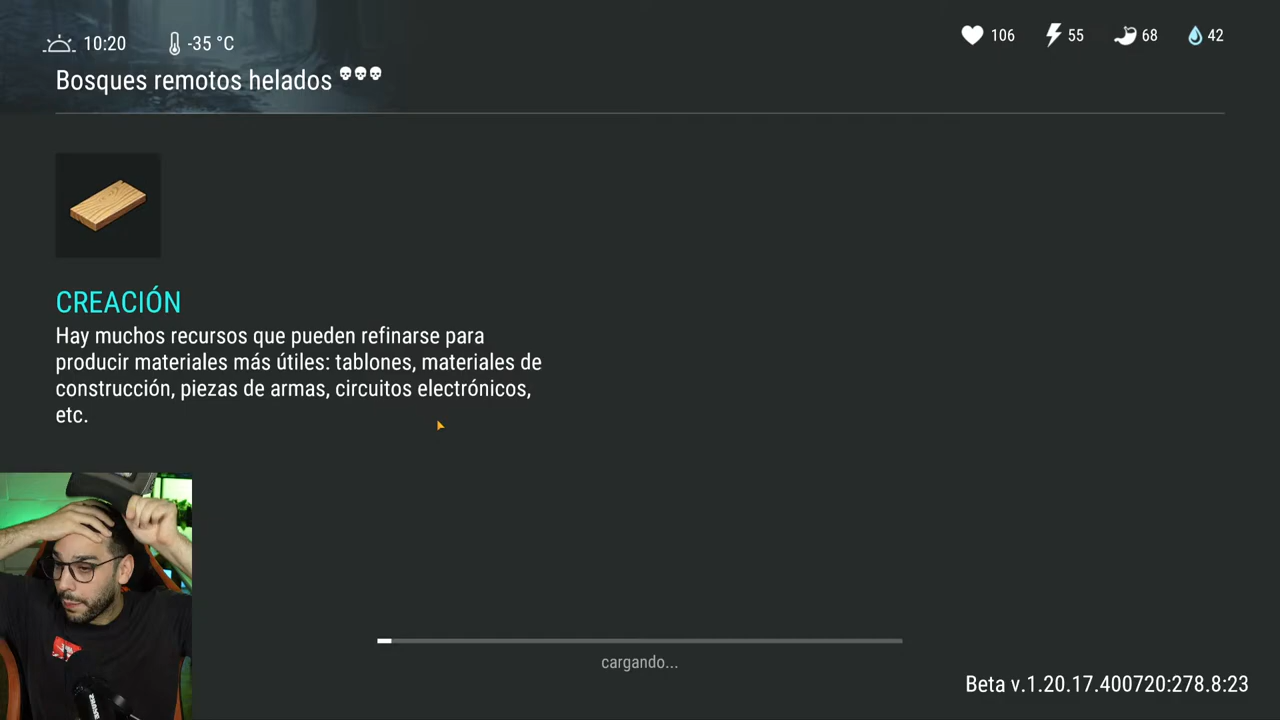 10:20
-35 °C
106
55
68
42
Bosques remotos helados
CREACIÓN
Hay muchos recursos que pueden refinarse para
producir materiales más útiles: tablones, materiales de
construcción, piezas de armas, circuitos electrónicos,
etc.
cargando...
Beta v.1.20.17.400720:278.8:23